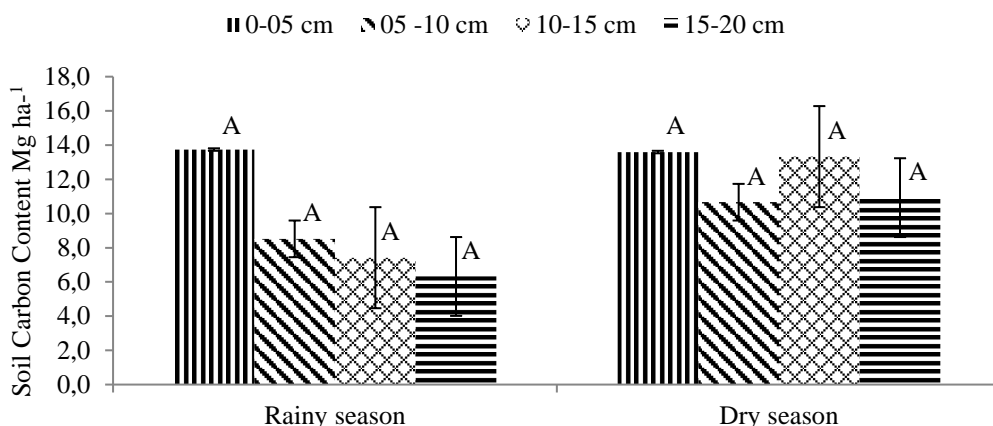 0-05 cm 05 -10 cm 10-15 cm 15-20 cm
18,0
16,0
14,0
12,0
10,0
8,0
6,0
4,0
2,0
0,0
Soil Carbon Content Mg ha-¹
A
A
A
A
A
A
A
A
Rainy season
Dry season